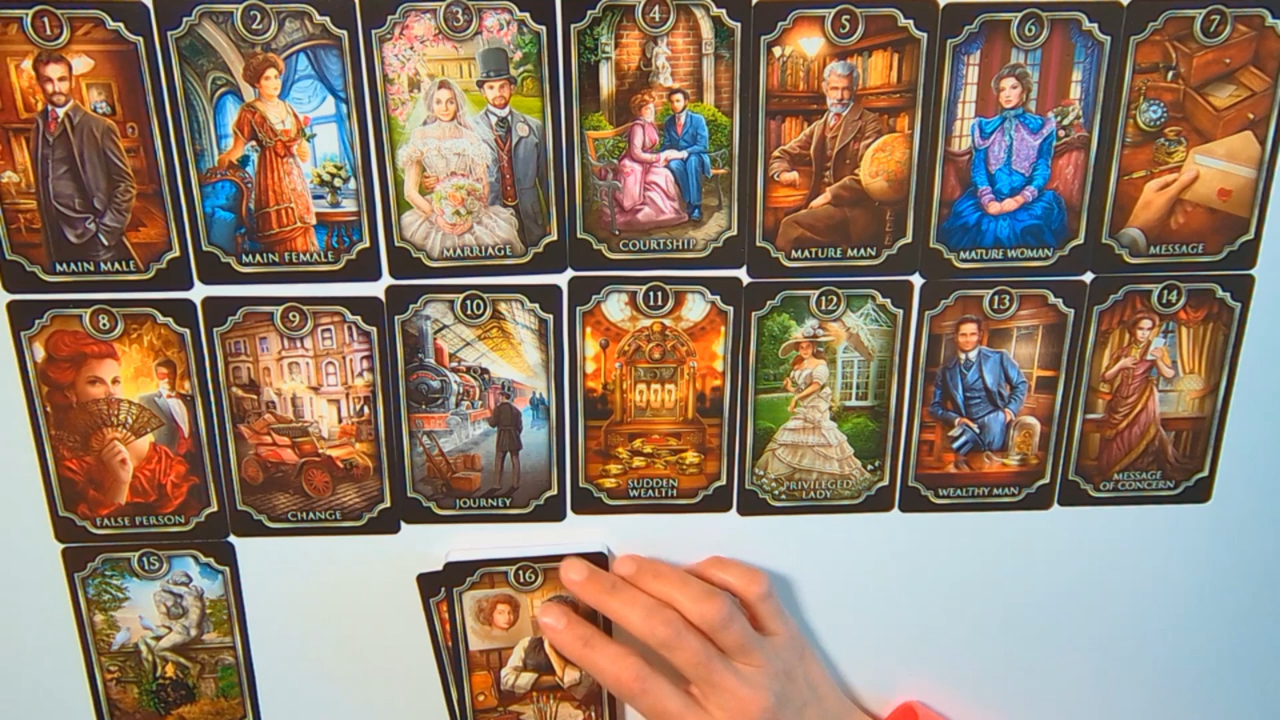 1
MAIN MALE
2
MAIN FEMALE
3
MARRIAGE
4
COURTSHIP
5
MATURE MAN
6
MATURE WOMAN
7
MESSAGE
8
FALSE PERSON
9
CHANGE
10
JOURNEY
11
777
SUDDEN
WEALTH
12
PRIVILEGED
LADY
13
WEALTHY MAN
14
MESSAGE
OF CONCERN
15
16